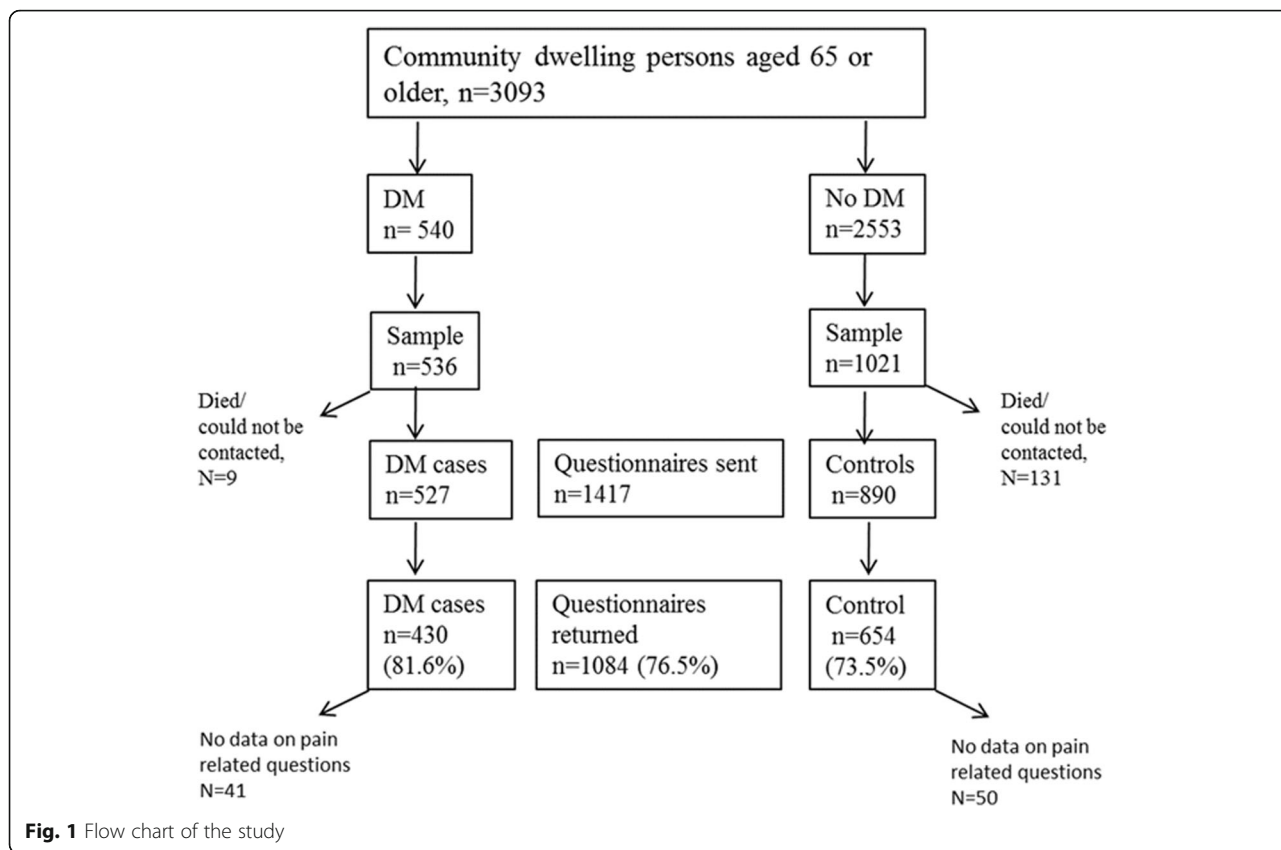 Community dwelling persons aged 65 or
older, n=3093
DM
n= 540
No DM
n=2553
Sample
n=536
Sample
n=1021
Died/
could not be
contacted,
N=9
Died/
could not be
contacted,
N=131
DM cases
n=527
Questionnaires sent
n=1417
Controls
n=890
DM cases
n=430
(81.6%)
Questionnaires
returned
n=1084 (76.5%)
Control
n=654
(73.5%)
No data on pain
related questions
N=41
No data on pain
related questions
N=50
Fig. 1 Flow chart of the study